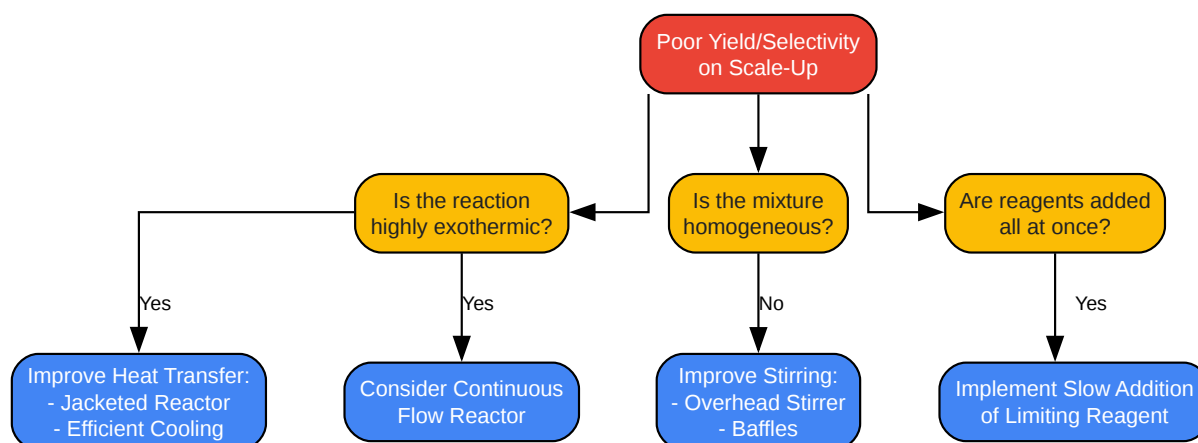 Poor Yield/Selectivity
on Scale-Up
Is the reaction
highly exothermic?
Is the mixture
homogeneous?
Are reagents added
all at once?
Yes
Yes
No
Yes
Improve Heat Transfer:
- Jacketed Reactor
- Efficient Cooling
Consider Continuous
Flow Reactor
Improve Stirring:
- Overhead Stirrer
- Baffles
Implement Slow Addition
of Limiting Reagent